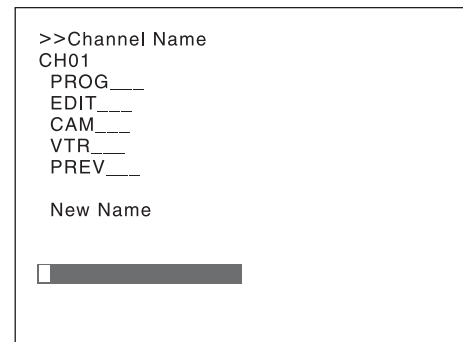 >>Channel Name
CH01
PROG___
EDIT___
CAM___
VTR___
PREV___
New Name